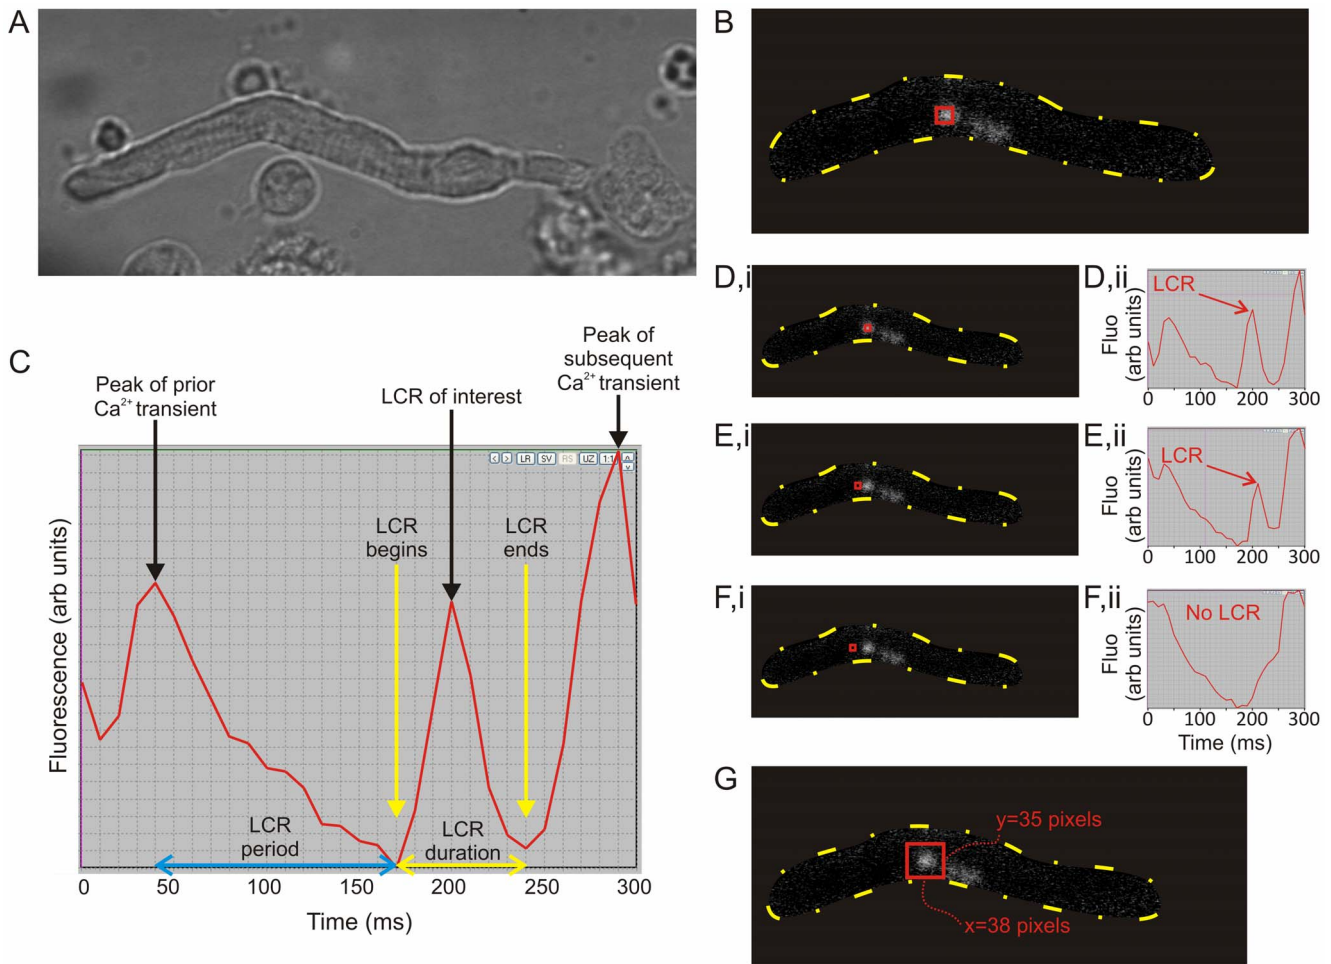 A
B
C
Peak of prior
Ca²⁺ transient
LCR of interest
Peak of
subsequent
Ca²⁺ transient
< > LR SV RS UZ 1:1
LCR
begins
LCR
ends
LCR
period
LCR
duration
Fluorescence (arb units)
0 50 100 150 200 250 300
Time (ms)
D,i
D,ii
LCR
Fluo
(arb units)
0 100 200 300
E,i
E,ii
LCR
Fluo
(arb units)
0 100 200 300
F,i
F,ii
No LCR
Fluo
(arb units)
0 100 200 300
Time (ms)
G
y=35 pixels
x=38 pixels